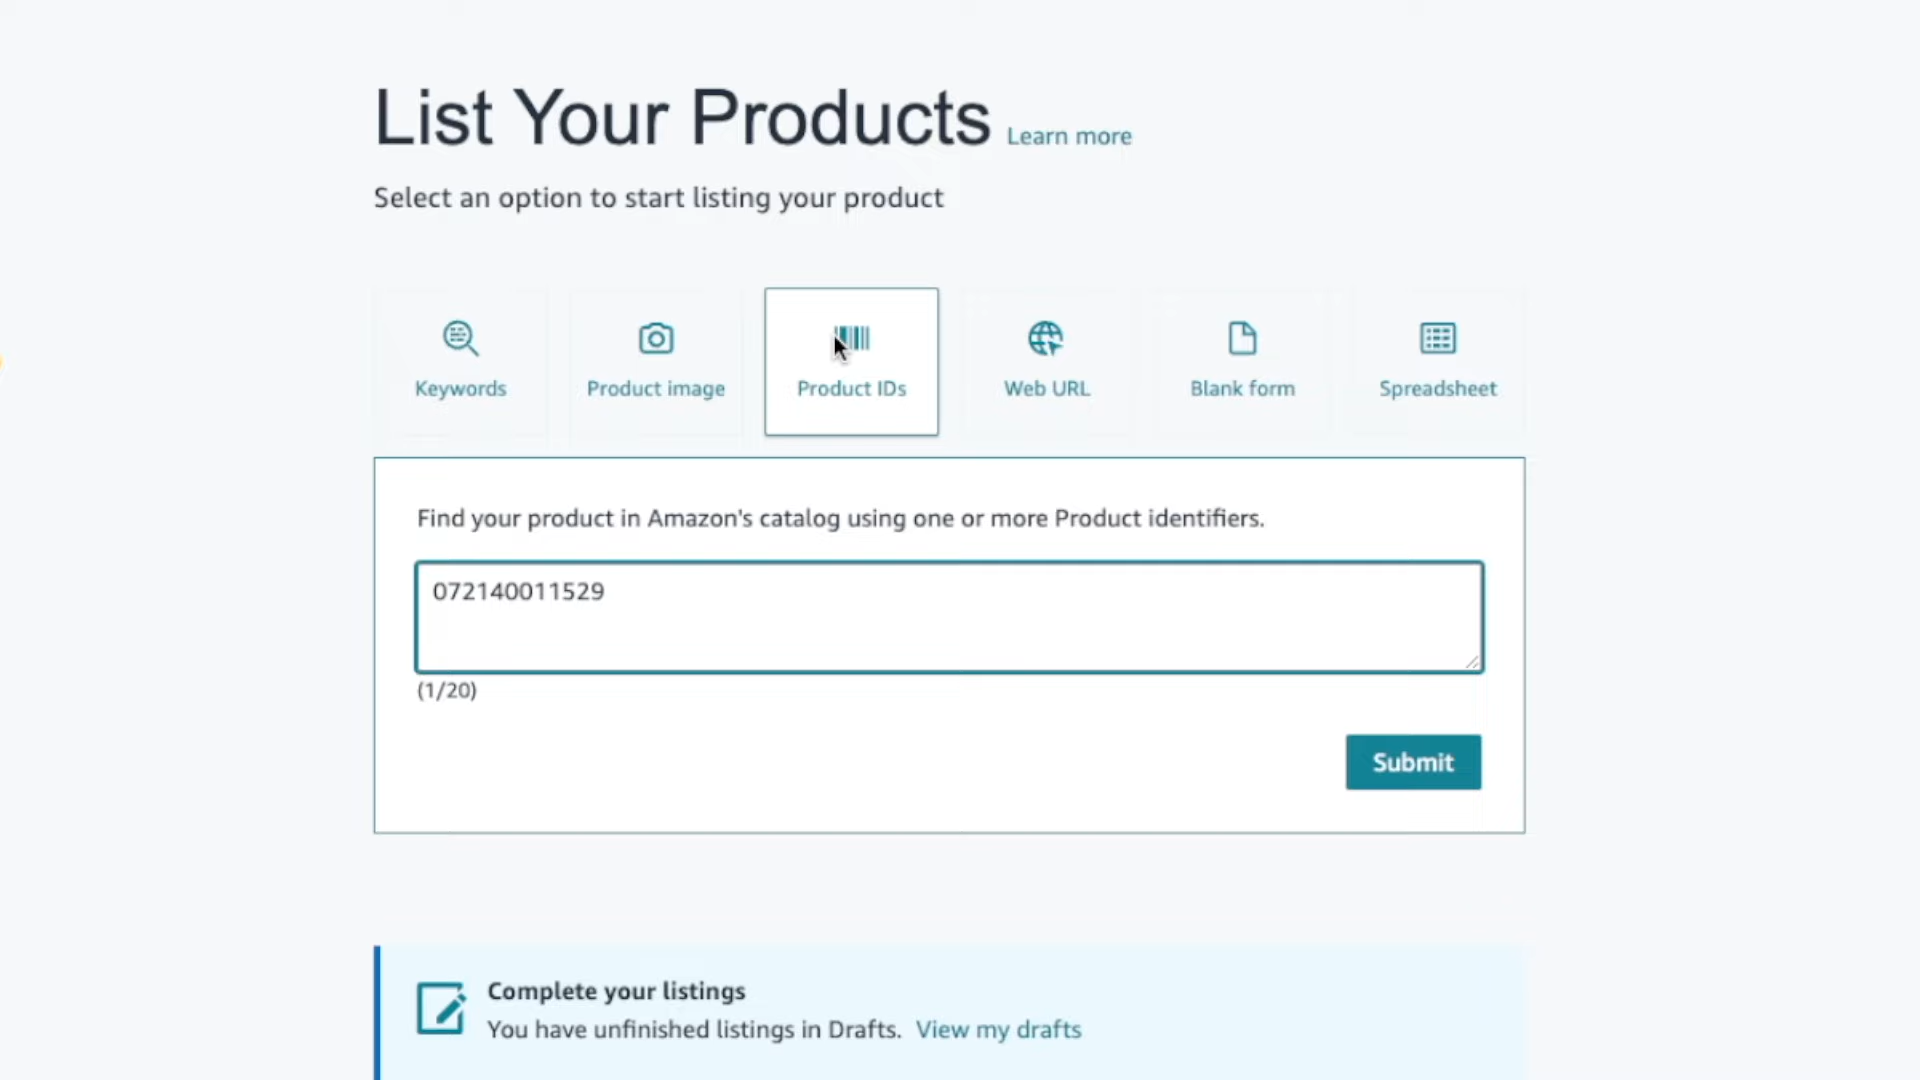 List Your Products Learn more
Select an option to start listing your product
Keywords
Product image
Product IDs
Web URL
Blank form
Spreadsheet
Find your product in Amazon's catalog using one or more Product identifiers.
072140011529
(1/20)
Submit
Complete your listings
You have unfinished listings in Drafts. View my drafts